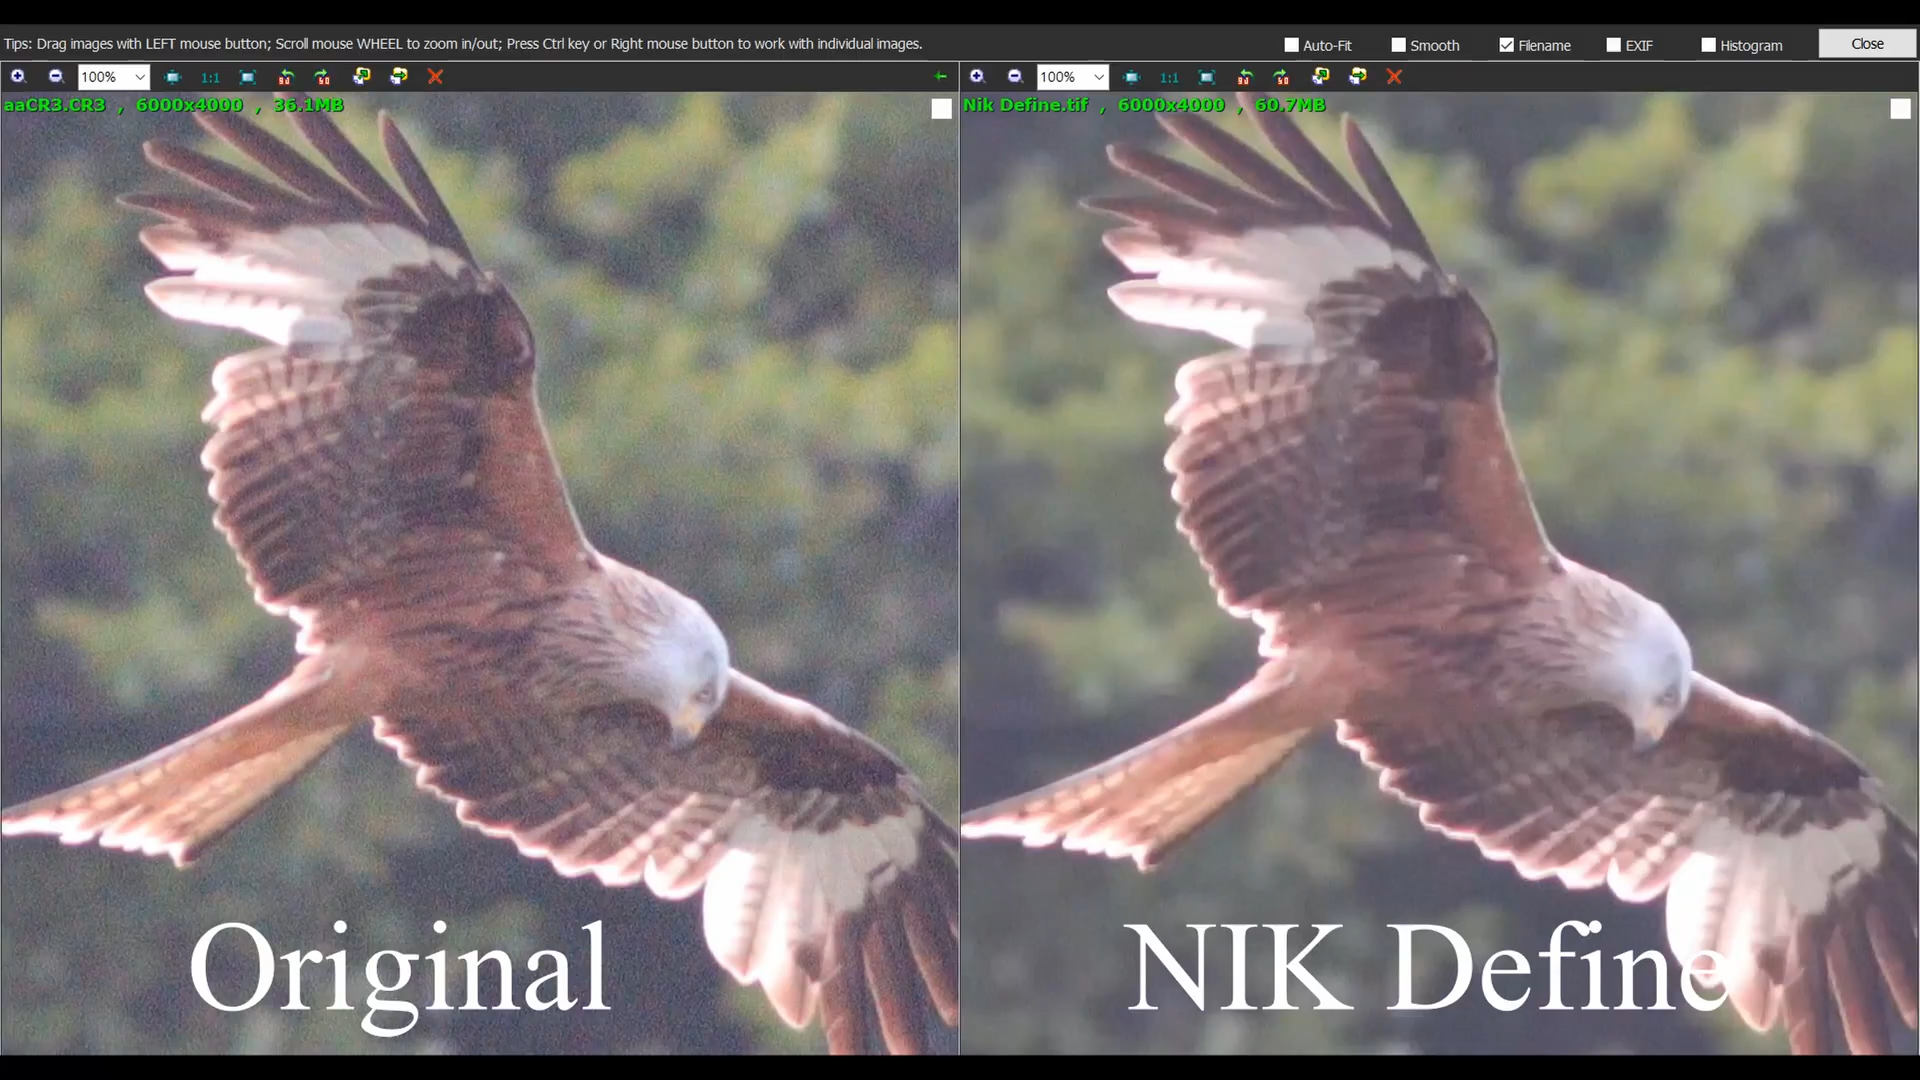 Tips: Drag images with LEFT mouse button; Scroll mouse WHEEL to zoom in/out; Press Ctrl key or Right mouse button to work with individual images.
Auto-Fit Smooth Filename EXIF Histogram Close
100% 1:1 100% 1:1
aaCR3.CR3 , 6000x4000 , 36.1MB
Nik Define.tif , 6000x4000 , 60.7MB
Original
NIK Define